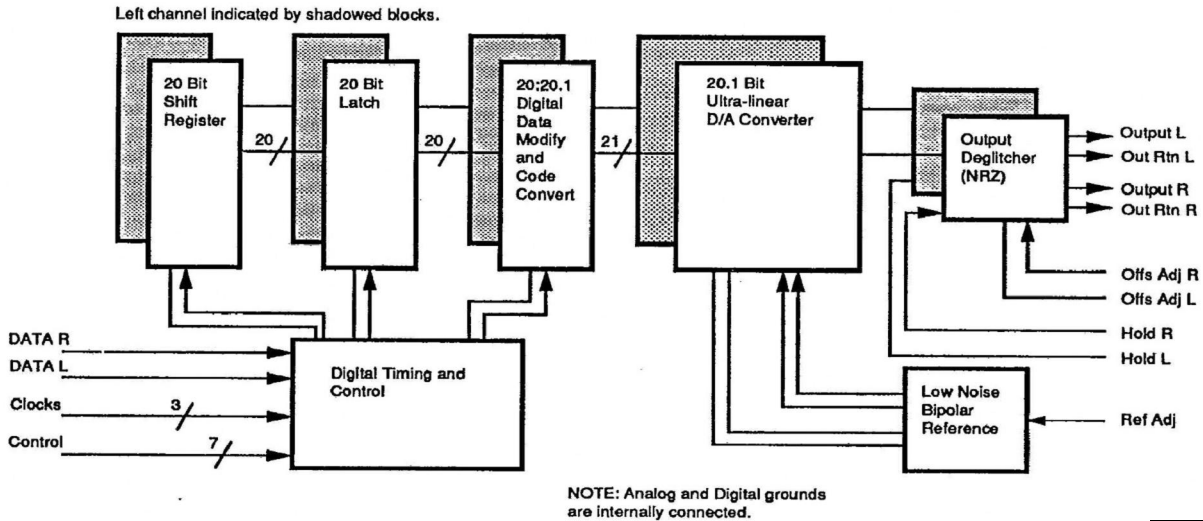 Left channel indicated by shadowed blocks.
20 Bit
Shift
Register
20
20 Bit
Latch
20
20:20.1
Digital
Data
Modify
and
Code
Convert
21
20.1 Bit
Ultra-linear
D/A Converter
Output
Deglitcher
(NRZ)
Output L
Out Rtn L
Output R
Out Rtn R
Offs Adj R
Offs Adj L
Hold R
Hold L
DATA R
DATA L
Clocks
3
Control
7
Digital Timing and
Control
Low Noise
Bipolar
Reference
Ref Adj
NOTE: Analog and Digital grounds
are internally connected.